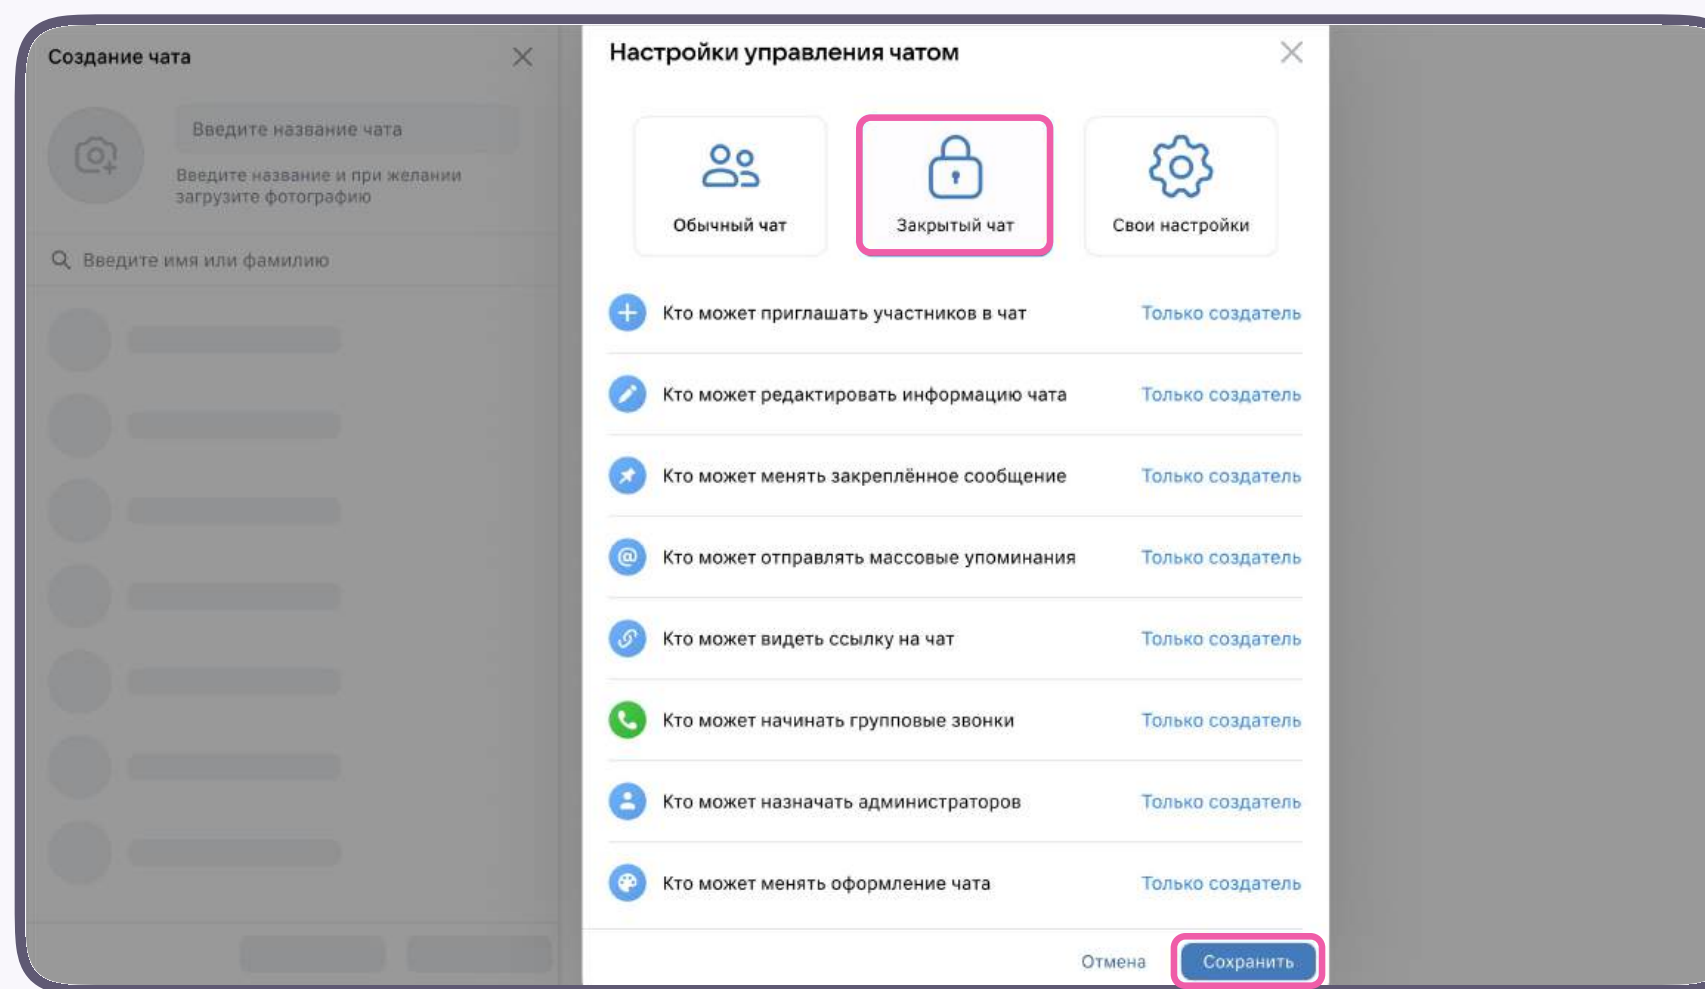 Создание чата
Введите название чата
Введите название и при желании
загрузите фотографию
Введите имя или фамилию
Настройки управления чатом
Обычный чат
Закрытый чат
Свои настройки
Кто может приглашать участников в чат Только создатель
Кто может редактировать информацию чата Только создатель
Кто может менять закреплённое сообщение Только создатель
Кто может отправлять массовые упоминания Только создатель
Кто может видеть ссылку на чат Только создатель
Кто может начинать групповые звонки Только создатель
Кто может назначать администраторов Только создатель
Кто может менять оформление чата Только создатель
Отмена Сохранить